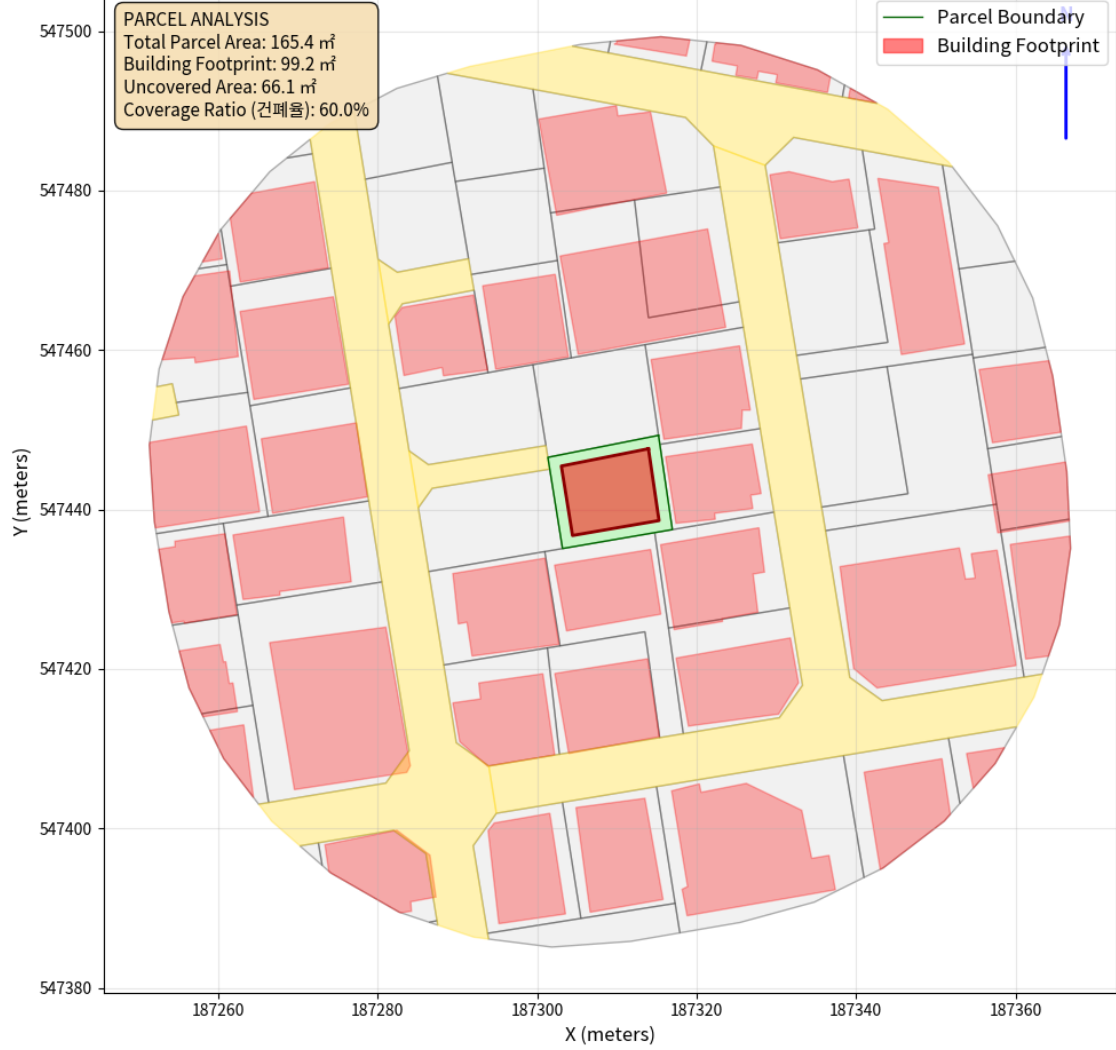 PARCEL ANALYSIS
Total Parcel Area: 165.4 ㎡
Building Footprint: 99.2 ㎡
Uncovered Area: 66.1 ㎡
Coverage Ratio (건폐율): 60.0%
Parcel Boundary
Building Footprint
N
547500
547480
547460
547440
547420
547400
547380
Y (meters)
187260
187280
187300
187320
187340
187360
X (meters)